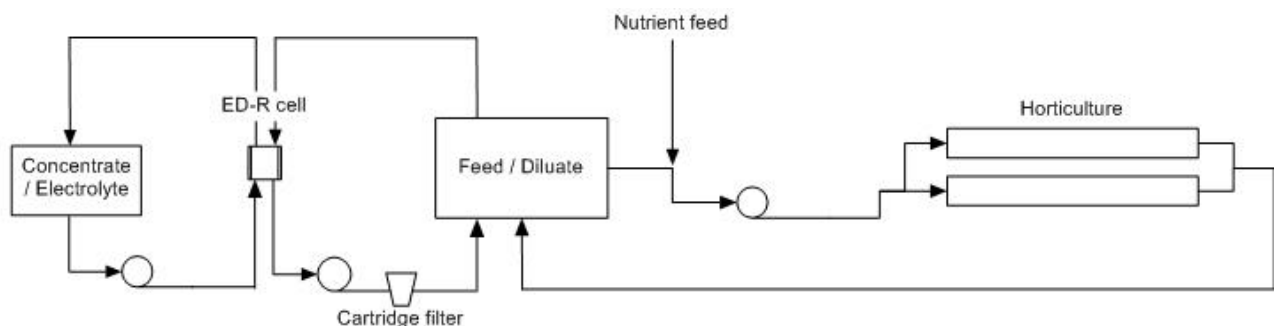 Nutrient feed
ED-R cell
Horticulture
Concentrate
/ Electrolyte
Feed / Diluate
Cartridge filter